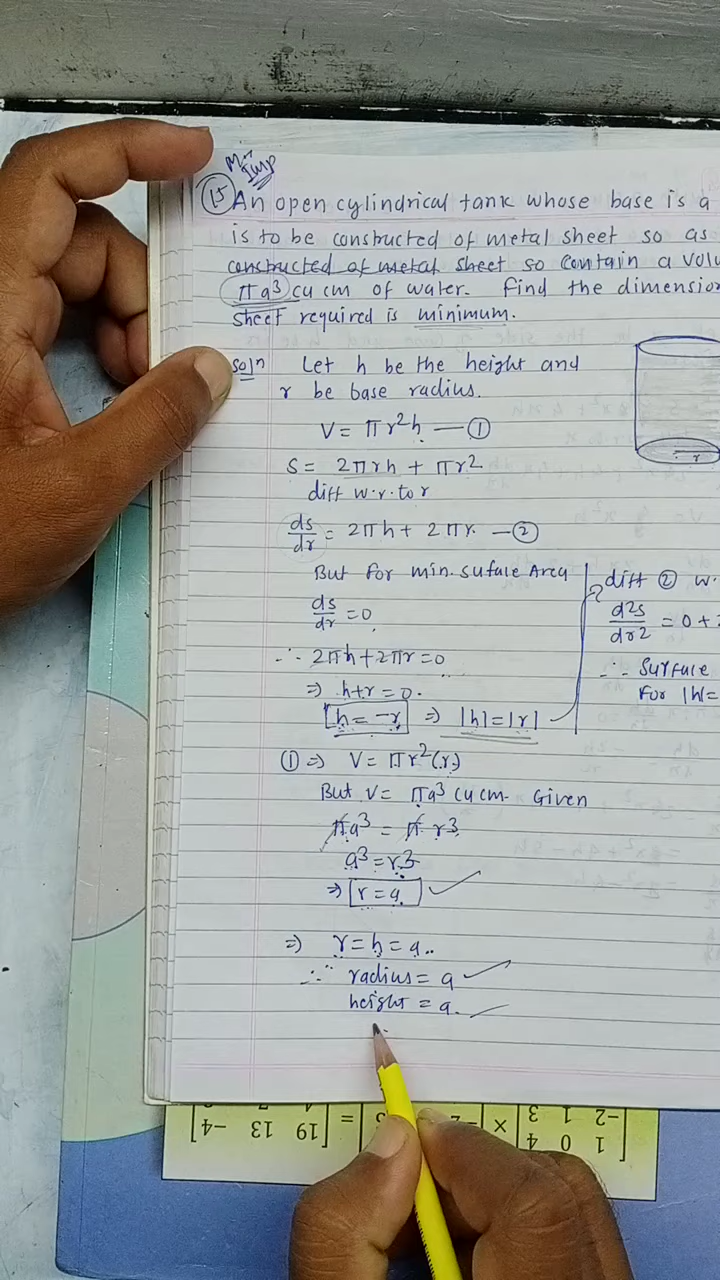 M.T Imp
(15) An open cylindrical tank whose base is a
is to be constructed of metal sheet so as
constructed of metal sheet so contain a volu
πa³ cu cm of water. Find the dimension
sheet required is minimum.
Soln Let h be the height and
r be base radius.
V = πr²h —①
S = 2πrh + πr²
diff w.r.to r
ds/dr = 2πh + 2πr —②
But for min. suface Area
ds/dr = 0
∴ 2πh + 2πr = 0
⇒ h+r = 0.
h = -r ⇒ |h| = |r|
diff ② w.
d2s/dr2 = 0 +
∴ Surface
For |h| =
① ⇒ V = πr²(r)
But V = πa³ cu cm Given
πa³ = π r3
a3 = r3
⇒ r = a
⇒ r = h = a..
∴ radius = a
height = a.
r
[19 13 -4] = [ ] × [1 0 4
-2 1 3]